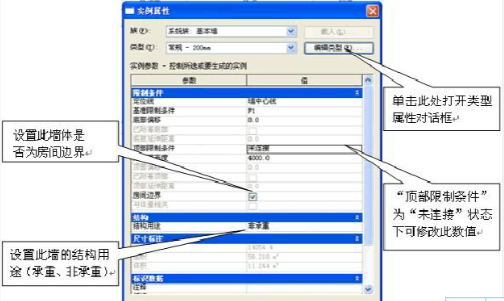 实例属性
族(F): 系统族: 基本墙 载入(L)...
类型(T): 常规 - 200mm 编辑类型(E)...
实例参数 - 控制所选或要生成的实例
参数 值
限制条件
定位线 墙中心线
基准限制条件 F1
底部偏移 0.0
已附着底部
底部延伸距离 0.0
顶部限制条件 未连接
高度 4000.0
顶部偏移 0.0
已附着顶部
顶部延伸距离 0.0
房间边界
与体量相关
结构
结构用途 非承重
尺寸标注
面积 58.210 m²
体积 11.244 m³
标识数据
注释
单击此处打开类型
属性对话框
设置此墙体是
否为房间边界
“顶部限制条件”
为“未连接”状态
下可修改此数值
设置此墙的结构用
途(承重、非承重)